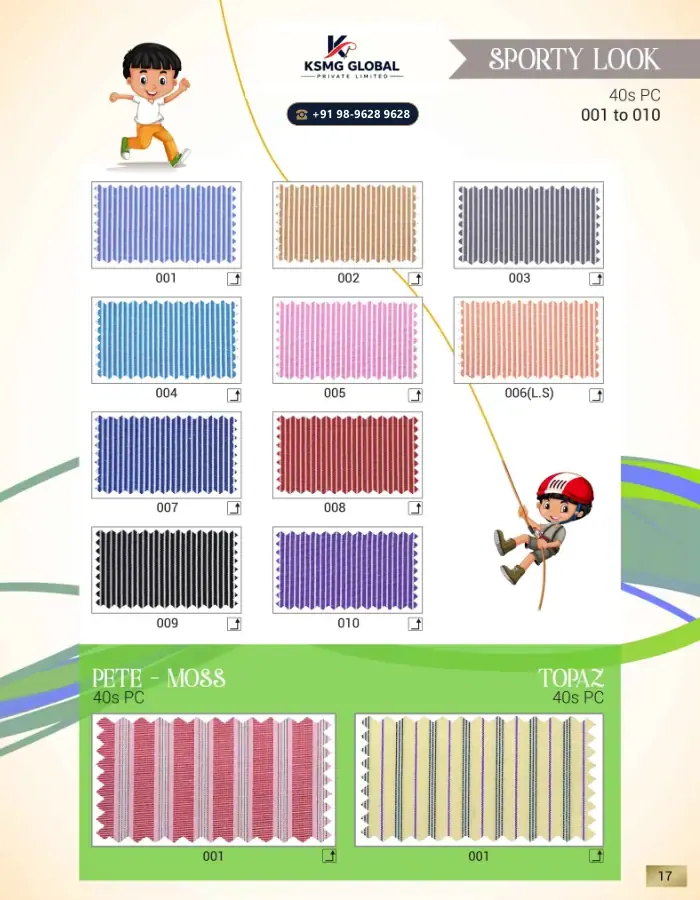 KSMG GLOBAL
PRIVATE LIMITED
+91 98-9628 9628
SPORTY LOOK
40s PC
001 to 010
001
002
003
004
005
006(L.S)
007
008
009
010
PETE - MOSS
40s PC
TOPAZ
40s PC
001
001
17